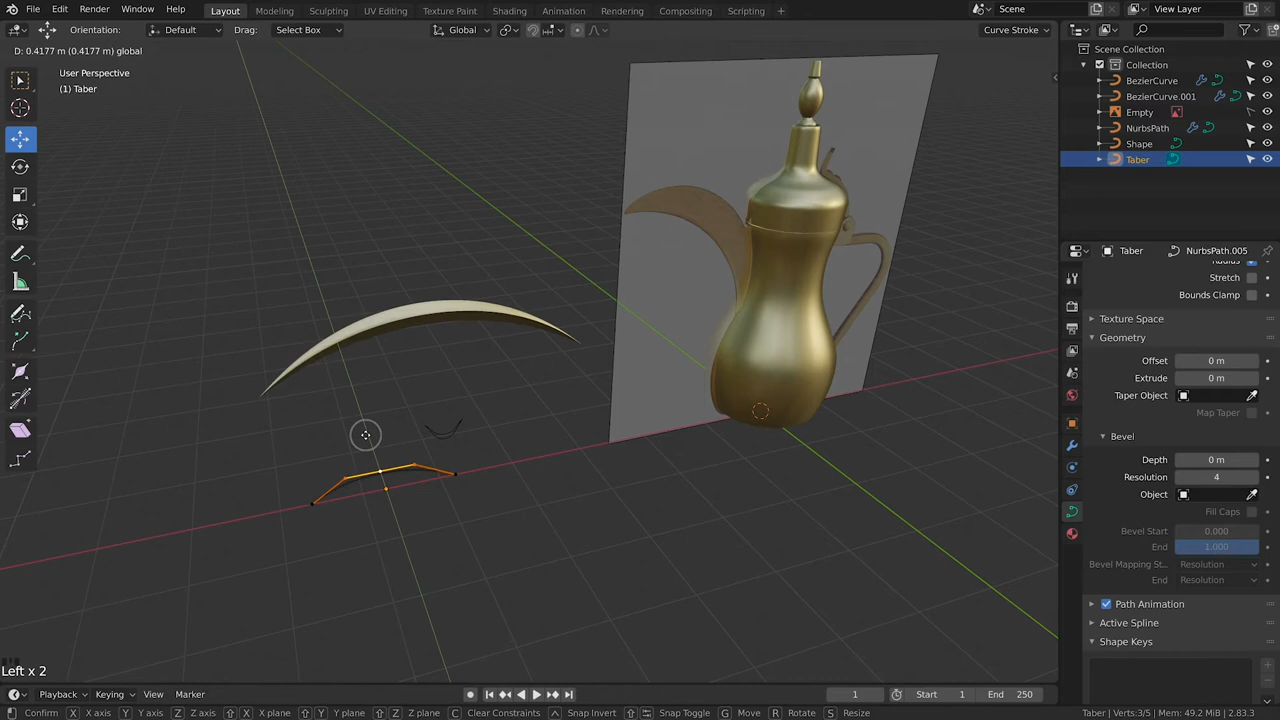 File Edit Render Window Help Layout Modeling Sculpting UV Editing Texture Paint Shading Animation Rendering Compositing Scripting + Scene View Layer
Orientation: Default Drag: Select Box Global Curve Stroke
D: 0.4177 m (0.4177 m) global
User Perspective
(1) Taber
Scene Collection
Collection
BezierCurve
BezierCurve.001
Empty
NurbsPath
Shape
Taber
Taber NurbsPath.005
Stretch
Bounds Clamp
Texture Space
Geometry
Offset 0 m
Extrude 0 m
Taper Object
Map Taper
Bevel
Depth 0 m
Resolution 4
Object
Fill Caps
Bevel Start 0.000
End 1.000
Bevel Mapping St... Resolution
End Resolution
Path Animation
Active Spline
Shape Keys
Left x 2
Playback Keying View Marker 1 Start 1 End 250
Confirm X X axis Y Y axis Z Z axis X X plane Y Y plane Z Z plane C Clear Constraints Snap Invert Snap Toggle G Move R Rotate S Resize Taber | Verts:3/5 | Mem: 49.2 MiB | 2.83.3